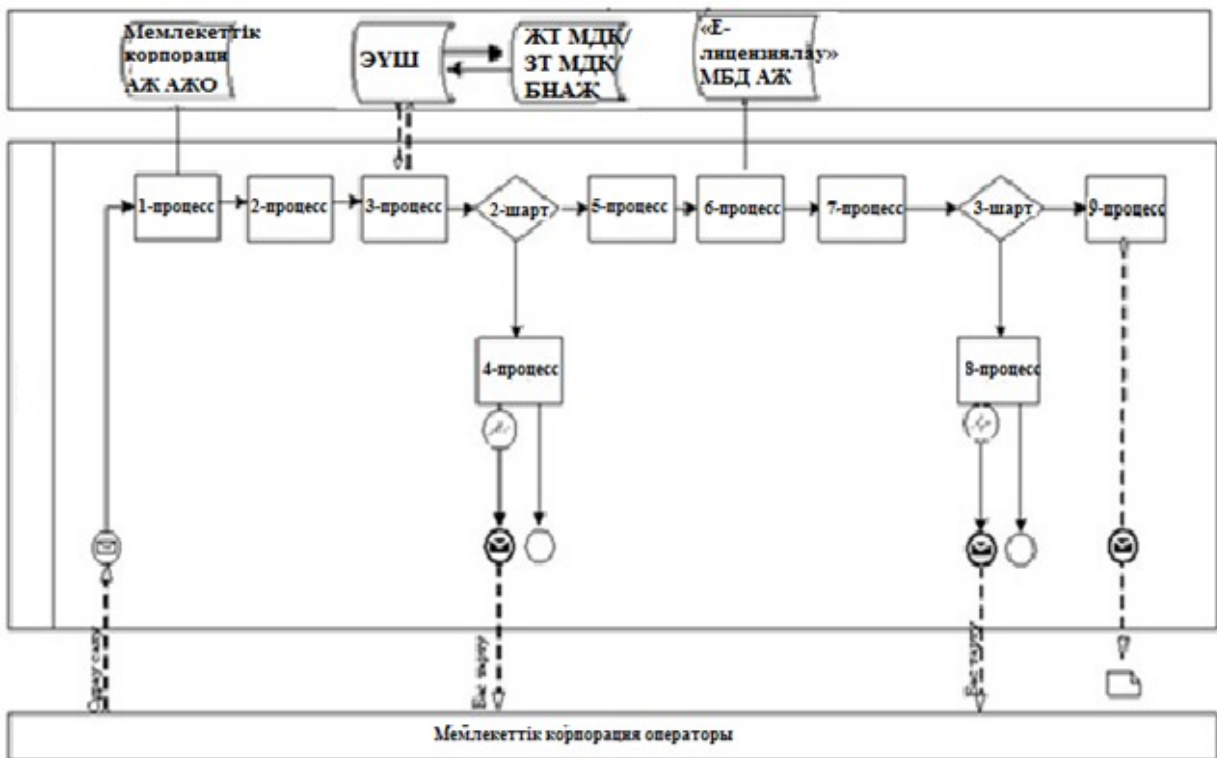 Мемлекеттік
корпораци
АЖ АЖО
ЭҮШ
ЖТ МДҚ/
ЗТ МДҚ/
БНАЖ
«Е-
лицензиялау»
МБД АЖ
1-процесс
2-процесс
3-процесс
2-шарт
5-процесс
6-процесс
7-процесс
3-шарт
9-процесс
4-процесс
8-процесс
Бас тарту
Бас тарту
Мемлекеттік корпорация операторы